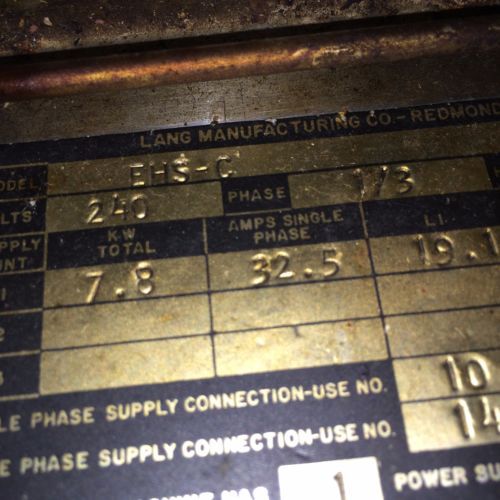 LANG MANUFACTURING CO.-REDMOND
MODEL EHS-C
VOLTS 240 PHASE 1/3
SUPPLY KW AMPS SINGLE L1
TOTAL PHASE
1 7.8 32.5 19.1
2
3
LE PHASE SUPPLY CONNECTION-USE NO. 10
E PHASE SUPPLY CONNECTION-USE NO. 14
1 POWER SU